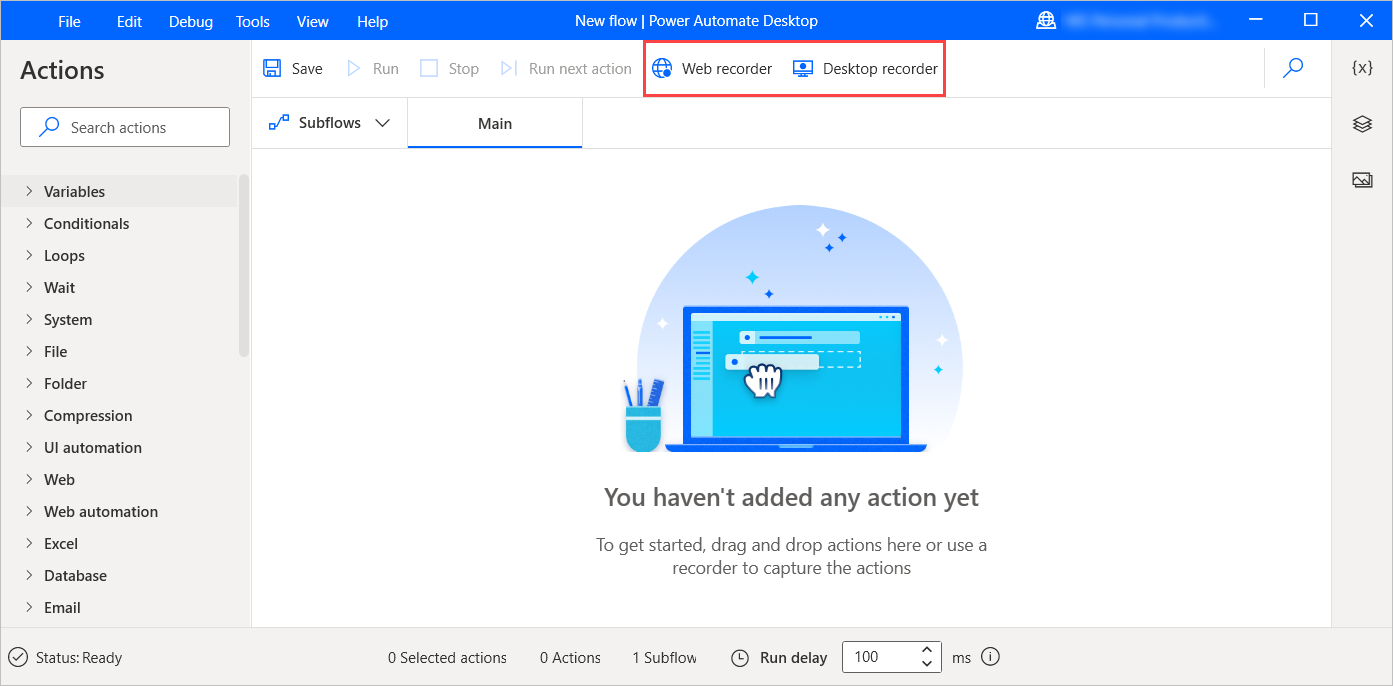 File Edit Debug Tools View Help New flow | Power Automate Desktop
Actions
Save Run Stop Run next action Web recorder Desktop recorder {x}
Search actions
Subflows Main
Variables
Conditionals
Loops
Wait
System
File
Folder
Compression
UI automation
Web
Web automation
Excel
Database
Email
You haven't added any action yet
To get started, drag and drop actions here or use a
recorder to capture the actions
Status: Ready 0 Selected actions 0 Actions 1 Subflow Run delay 100 ms